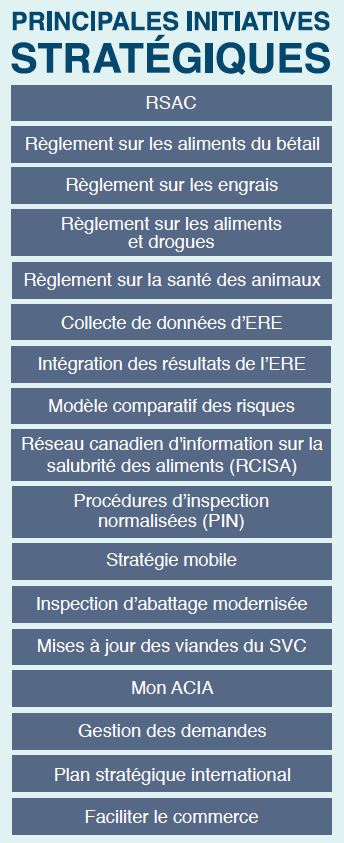 PRINCIPALES INITIATIVES
STRATÉGIQUES
RSAC
Règlement sur les aliments du bétail
Règlement sur les engrais
Règlement sur les aliments
et drogues
Règlement sur la santé des animaux
Collecte de données d’ERE
Intégration des résultats de l’ERE
Modèle comparatif des risques
Réseau canadien d'information sur la
salubrité des aliments (RCISA)
Procédures d’inspection
normalisées (PIN)
Stratégie mobile
Inspection d’abattage modernisée
Mises à jour des viandes du SVC
Mon ACIA
Gestion des demandes
Plan stratégique international
Faciliter le commerce